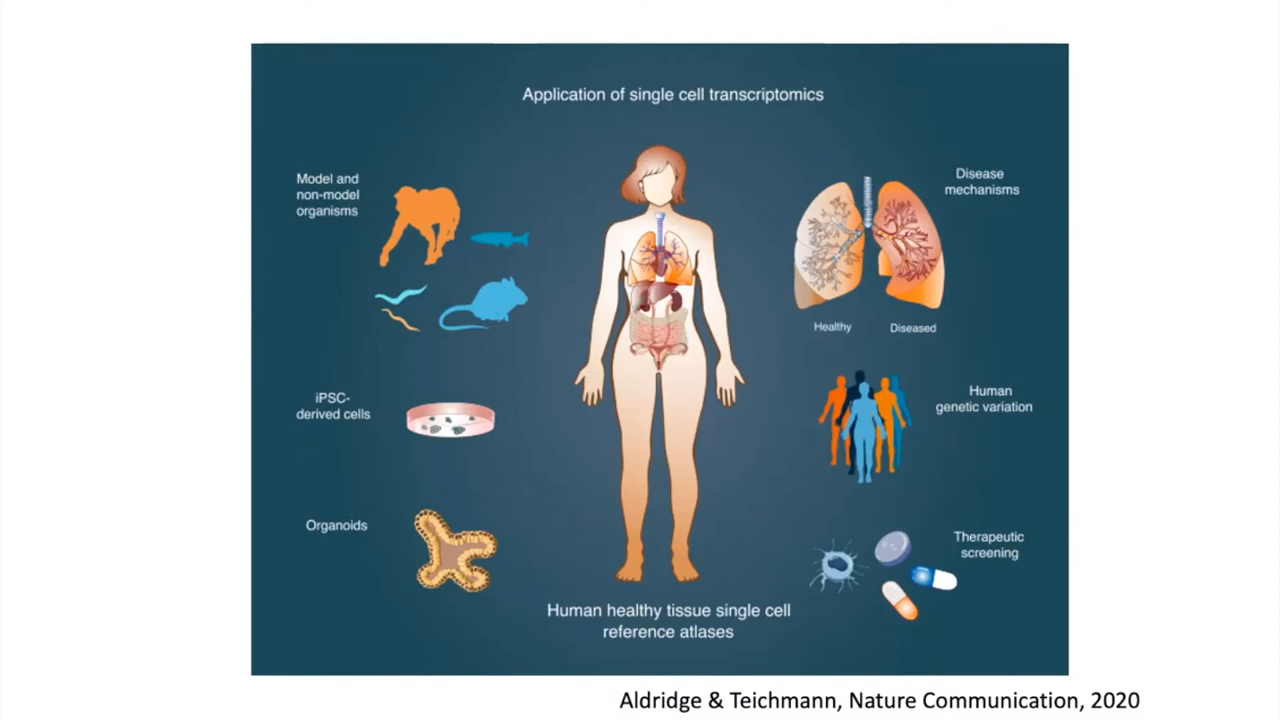 Application of single cell transcriptomics
Model and
non-model
organisms
Disease
mechanisms
Healthy
Diseased
iPSC-
derived cells
Human
genetic variation
Organoids
Therapeutic
screening
Human healthy tissue single cell
reference atlases
Aldridge & Teichmann, Nature Communication, 2020